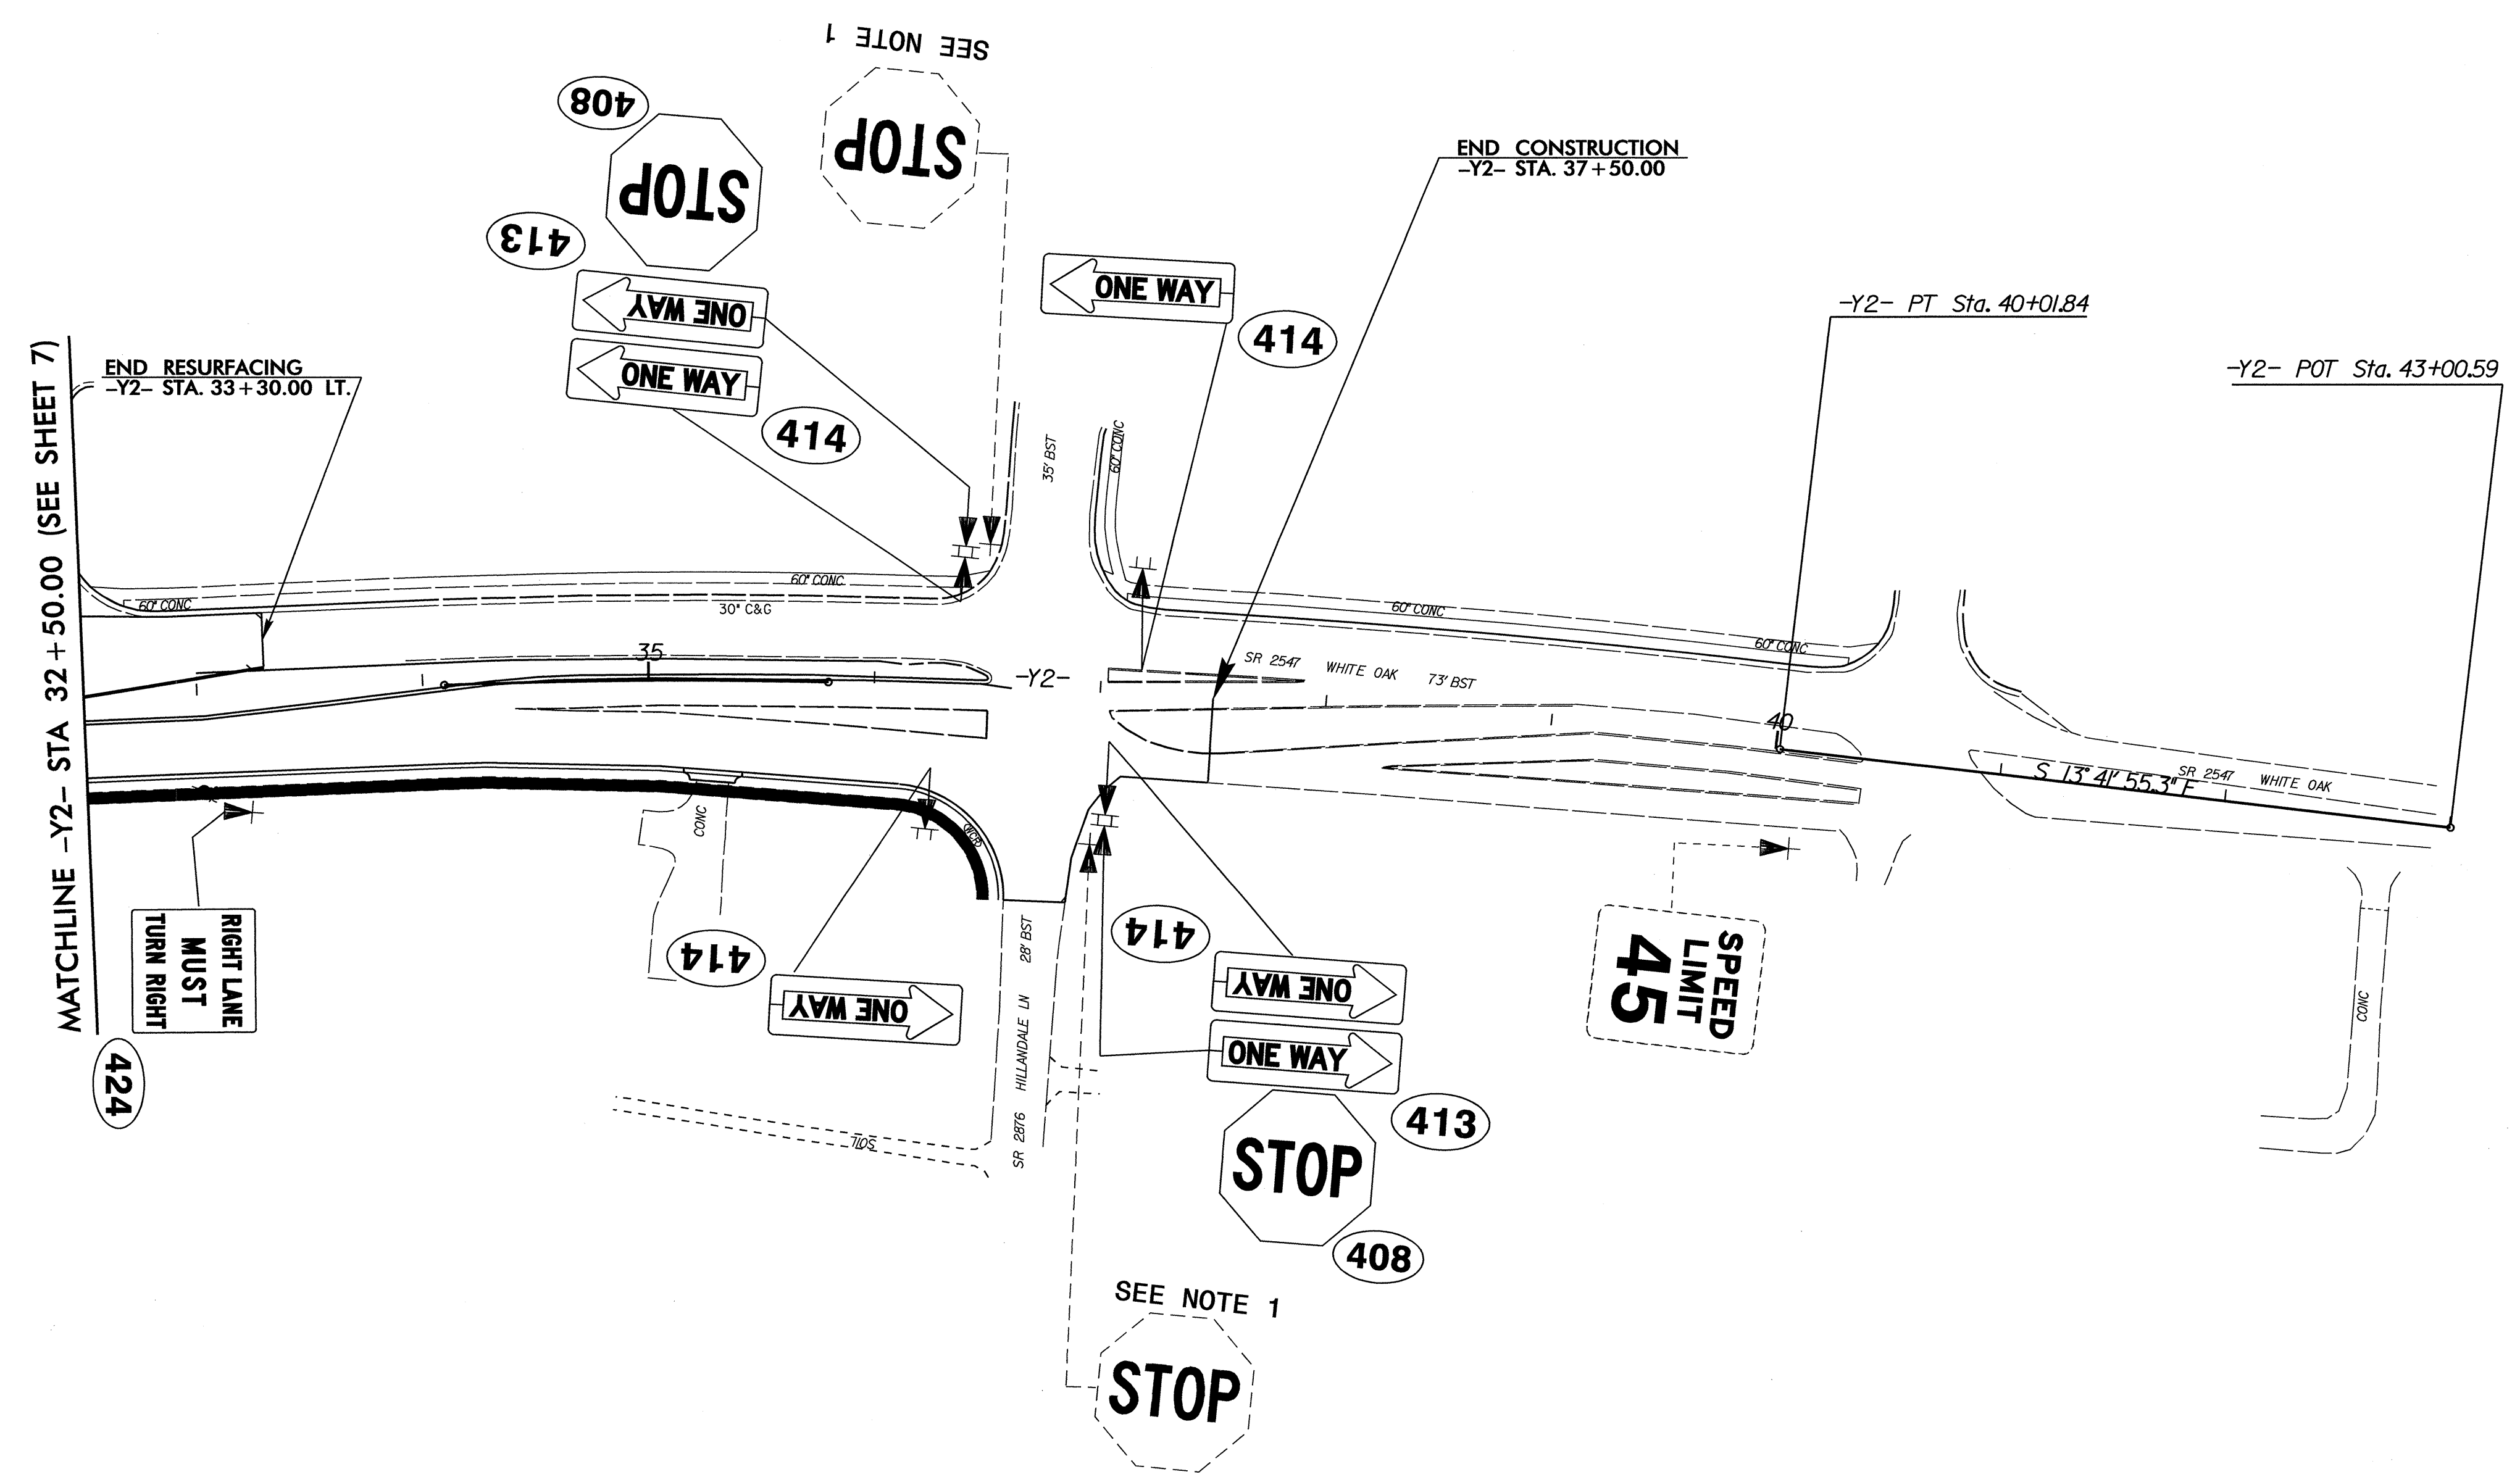 SEE NOTE 1
STOP
408
STOP
413
ONE WAY
ONE WAY
414
ONE WAY
414
END CONSTRUCTION
-Y2- STA. 37+50.00
-Y2- PT Sta. 40+01.84
-Y2- POT Sta. 43+00.59
MATCHLINE -Y2- STA 32+50.00 (SEE SHEET 7)
END RESURFACING
-Y2- STA. 33+30.00 LT.
35' BST
60" CONC
60" CONC
60" CONC
30" C&G
60" CONC
60" CONC
35
-Y2-
SR 2547 WHITE OAK 73' BST
40
S 13° 41' 55.3" E
SR 2547 WHITE OAK
CONC
WCR
RIGHT LANE
MUST
TURN RIGHT
424
414
ONE WAY
SR 2876 HILLANDALE LN 28' BST
SOIL
414
ONE WAY
ONE WAY
413
STOP
408
SPEED
LIMIT
45
CONC
SEE NOTE 1
STOP